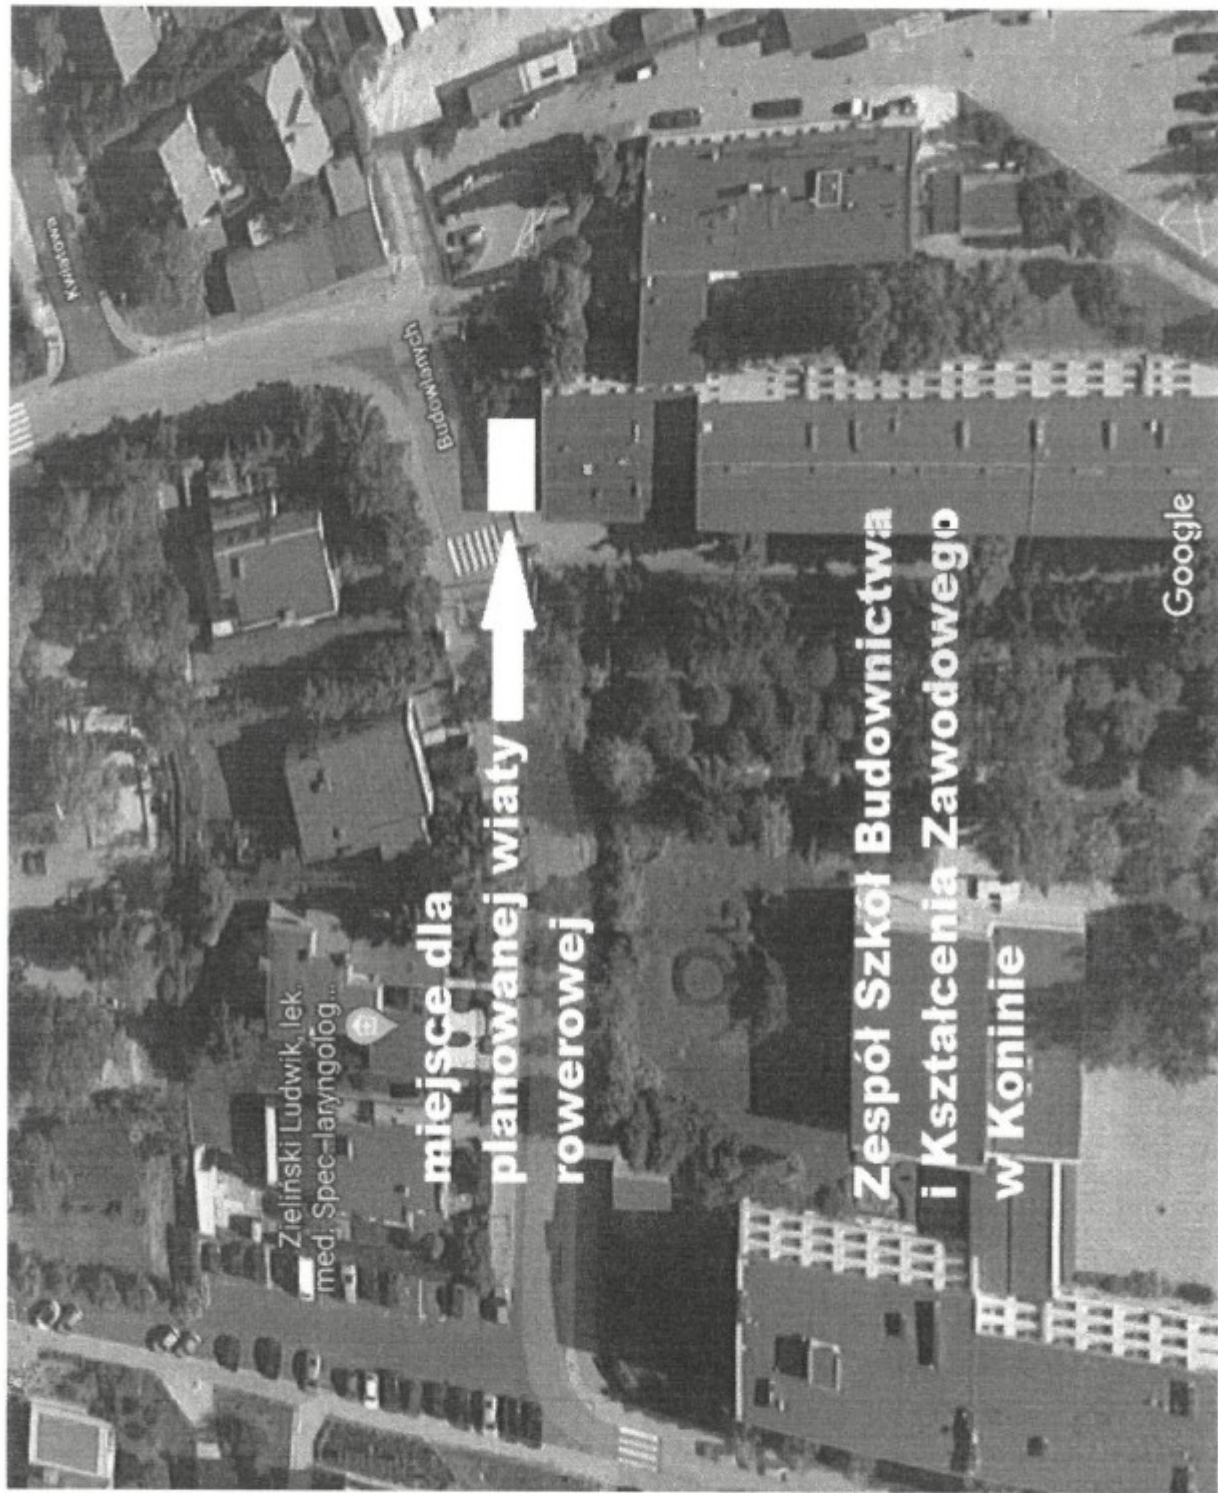 Zieliński Ludwik, lek.
med. Spec-laryngolog...
Kwiatowa
Budowlanych
miejsce dla
planowanej wiaty
rowerowej
Zespół Szkół Budownictwa
i Kształcenia Zawodowego
w Koninie
Google